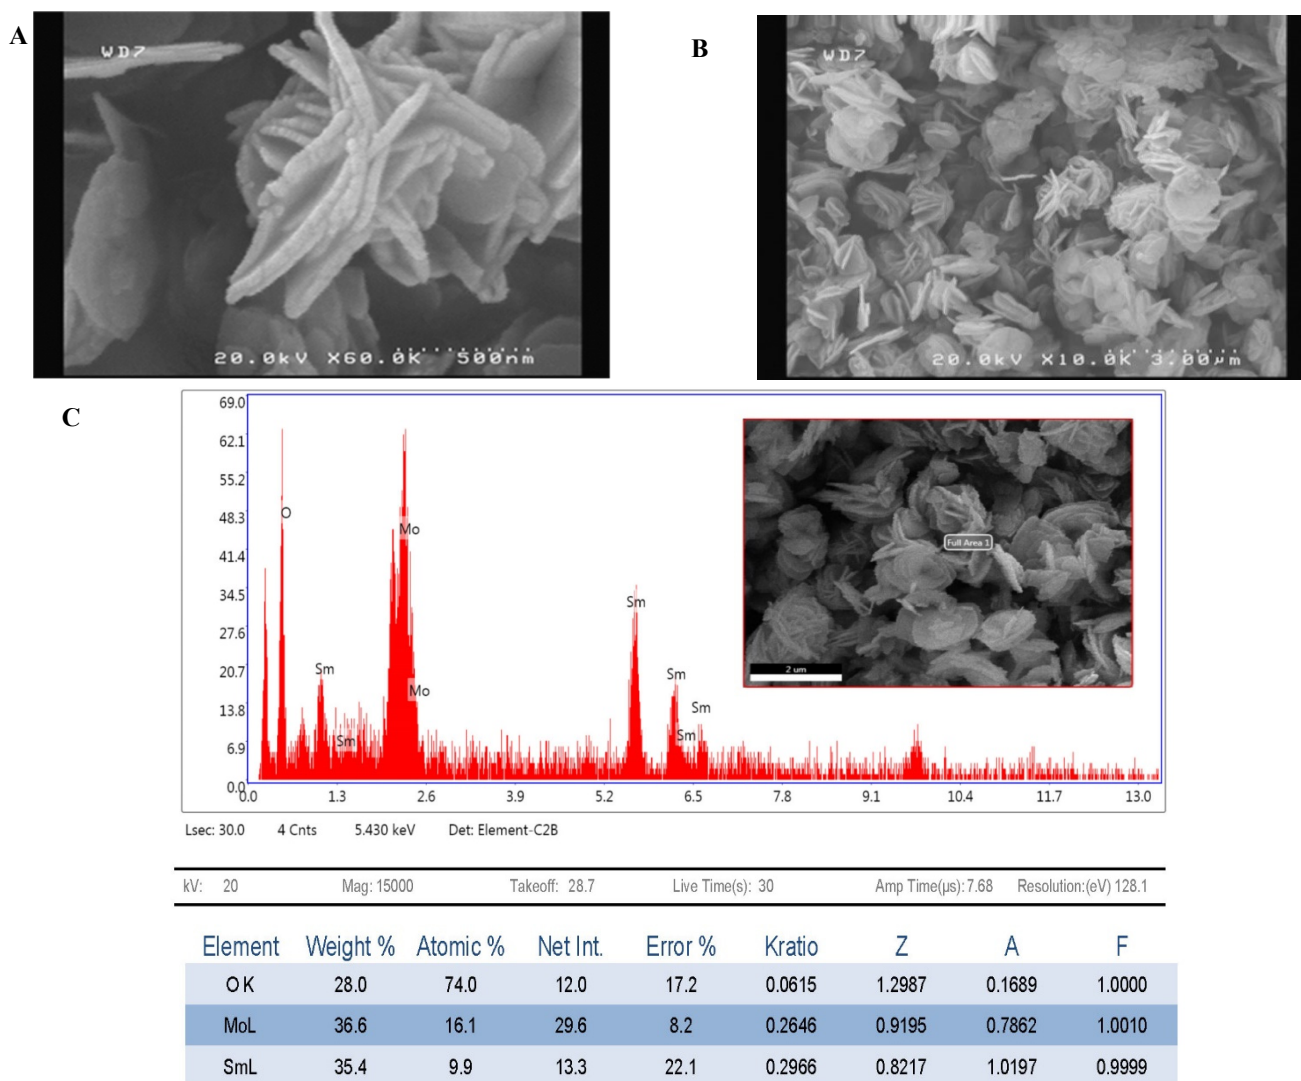 A
WD7
20.0kV X60.0K 500nm
B
WD7
20.0kV X10.0K 3.00µm
C
69.0
62.1
55.2
48.3
41.4
34.5
27.6
20.7
13.8
6.9
0.0
O
Mo
Mo
Sm
Sm
Sm
Sm
Sm
Sm
Full Area 1
2 um
0.0 1.3 2.6 3.9 5.2 6.5 7.8 9.1 10.4 11.7 13.0
Lsec: 30.0 4 Cnts 5.430 keV Det: Element-C2B
kV: 20 Mag: 15000 Takeoff: 28.7 Live Time(s): 30 Amp Time(µs): 7.68 Resolution:(eV) 128.1
Element Weight % Atomic % Net Int. Error % Kratio Z A F
O K 28.0 74.0 12.0 17.2 0.0615 1.2987 0.1689 1.0000
MoL 36.6 16.1 29.6 8.2 0.2646 0.9195 0.7862 1.0010
SmL 35.4 9.9 13.3 22.1 0.2966 0.8217 1.0197 0.9999